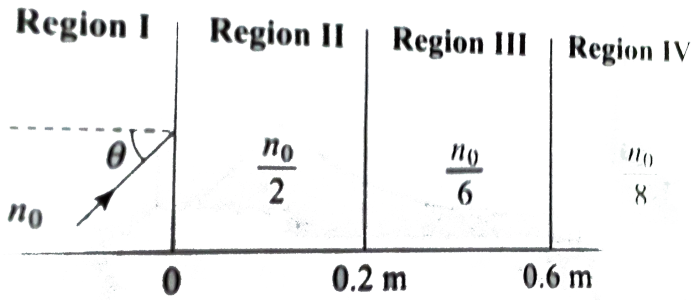 Region I Region II Region III Region IV
θ n₀/2 n₀/6 n₀/8
n₀
0 0.2 m 0.6 m